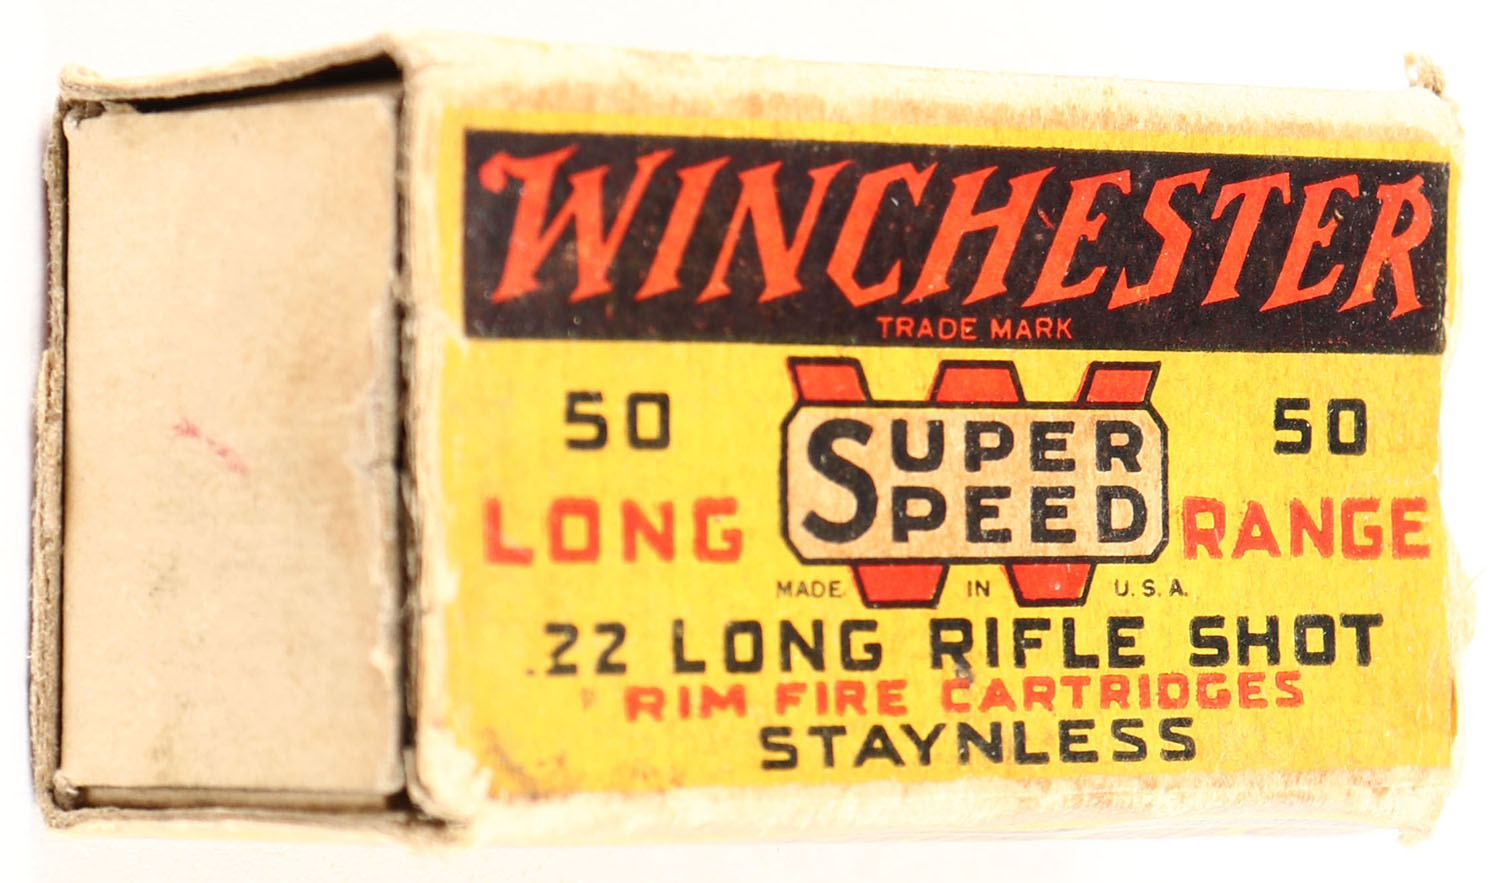 WINCHESTER
TRADE MARK
50 SUPER SPEED 50
LONG RANGE
MADE IN U.S.A.
.22 LONG RIFLE SHOT
RIM FIRE CARTRIDGES
STAYNLESS